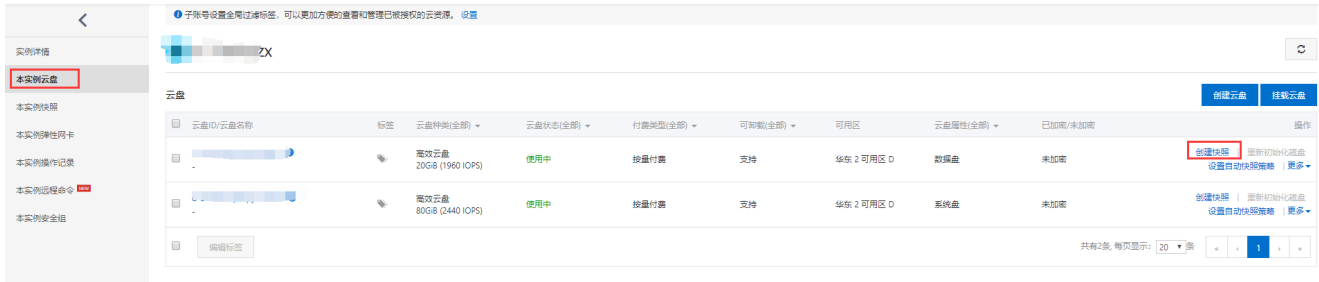 子账号设置全局过滤标签，可以更加方便的查看和管理已被授权的云资源。 设置
实例详情
ZX
本实例云盘
云盘
创建云盘
挂载云盘
本实例快照
云盘ID/云盘名称 标签 云盘种类(全部) 云盘状态(全部) 付费类型(全部) 可卸载(全部) 可用区 云盘属性(全部) 已加密/未加密 操作
本实例弹性网卡
高效云盘
20GiB (1960 IOPS)
使用中 按量付费 支持 华东 2 可用区 D 数据盘 未加密
创建快照 | 重新初始化磁盘
设置自动快照策略 | 更多
-
本实例操作记录
本实例远程命令 NEW
高效云盘
80GiB (2440 IOPS)
使用中 按量付费 支持 华东 2 可用区 D 系统盘 未加密
创建快照 | 重新初始化磁盘
设置自动快照策略 | 更多
-
本实例安全组
编辑标签
共有2条, 每页显示: 20 条 « ‹ 1 › »